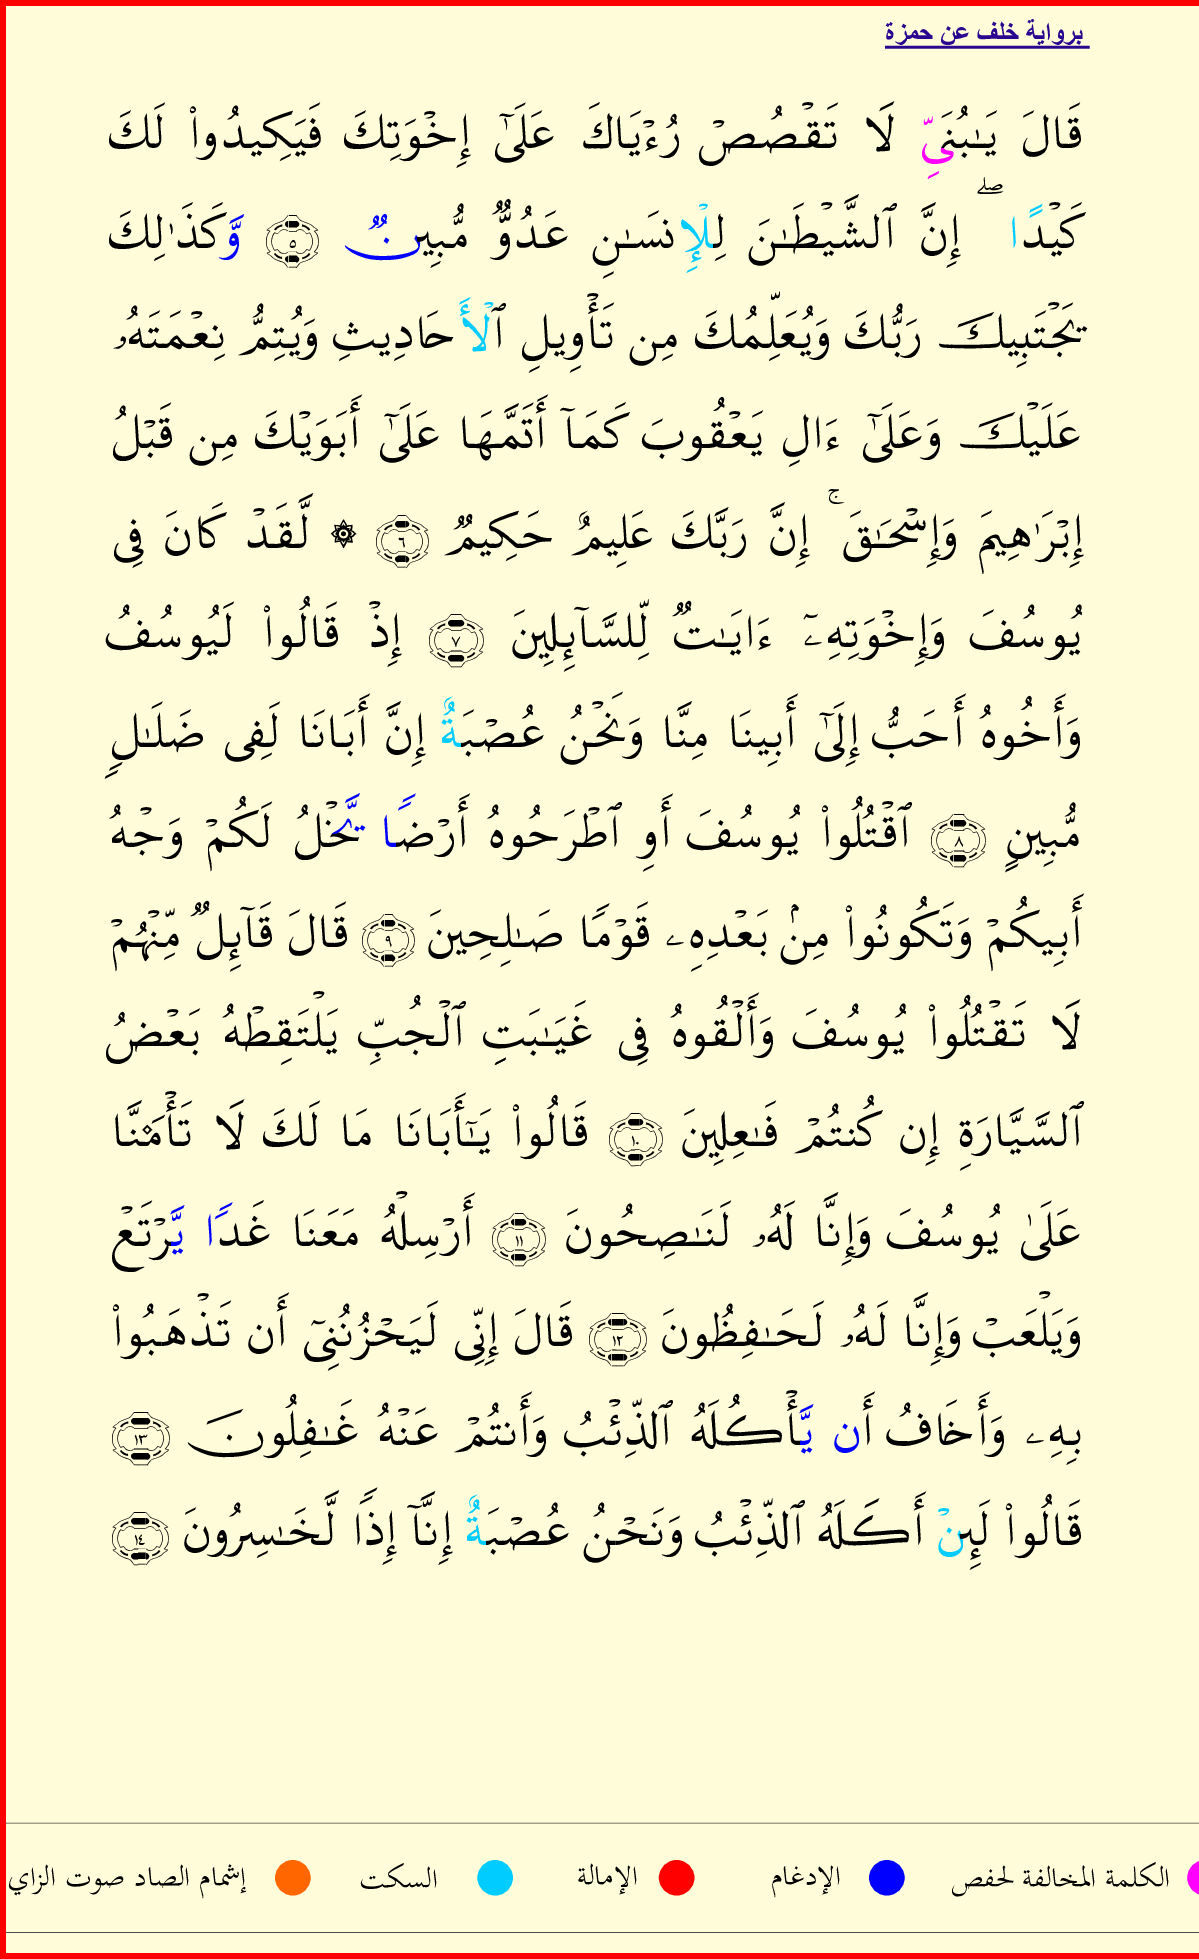 برواية خلف عن حمزة
قَالَ يَٰبُنَيِّ لَا تَقۡصُصۡ رُءۡيَاكَ عَلَىٰٓ إِخۡوَتِكَ فَيَكِيدُواْ لَكَ
كَيۡدًاۖ إِنَّ ٱلشَّيۡطَٰنَ لِلۡإِنسَٰنِ عَدُوّٞ مُّبِينٞ ٥ وَّكَذَٰلِكَ
يَجۡتَبِيكَ رَبُّكَ وَيُعَلِّمُكَ مِن تَأۡوِيلِ ٱلۡأَحَادِيثِ وَيُتِمُّ نِعۡمَتَهُۥ
عَلَيۡكَ وَعَلَىٰٓ ءَالِ يَعۡقُوبَ كَمَآ أَتَمَّهَا عَلَىٰٓ أَبَوَيۡكَ مِن قَبۡلُ
إِبۡرَٰهِيمَ وَإِسۡحَٰقَۚ إِنَّ رَبَّكَ عَلِيمٌ حَكِيمٞ ٦ ۞ لَّقَدۡ كَانَ فِي
يُوسُفَ وَإِخۡوَتِهِۦٓ ءَايَٰتٞ لِّلسَّآئِلِينَ ٧ إِذۡ قَالُواْ لَيُوسُفُ
وَأَخُوهُ أَحَبُّ إِلَىٰٓ أَبِينَا مِنَّا وَنَحۡنُ عُصۡبَةٌ إِنَّ أَبَانَا لَفِي ضَلَٰلٖ
مُّبِينٍ ٨ ٱقۡتُلُواْ يُوسُفَ أَوِ ٱطۡرَحُوهُ أَرۡضٗا يَّخۡلُ لَكُمۡ وَجۡهُ
أَبِيكُمۡ وَتَكُونُواْ مِنۢ بَعۡدِهِۦ قَوۡمٗا صَٰلِحِينَ ٩ قَالَ قَآئِلٞ مِّنۡهُمۡ
لَا تَقۡتُلُواْ يُوسُفَ وَأَلۡقُوهُ فِي غَيَٰبَتِ ٱلۡجُبِّ يَلۡتَقِطۡهُ بَعۡضُ
ٱلسَّيَّارَةِ إِن كُنتُمۡ فَٰعِلِينَ ١٠ قَالُواْ يَٰٓأَبَانَا مَا لَكَ لَا تَأۡمَ۬نَّا
عَلَىٰ يُوسُفَ وَإِنَّا لَهُۥ لَنَٰصِحُونَ ١١ أَرۡسِلۡهُ مَعَنَا غَدٗا يَّرۡتَعۡ
وَيَلۡعَبۡ وَإِنَّا لَهُۥ لَحَٰفِظُونَ ١٢ قَالَ إِنِّي لَيَحۡزُنُنِيٓ أَن تَذۡهَبُواْ
بِهِۦ وَأَخَافُ أَن يَّأۡكُلَهُ ٱلذِّئۡبُ وَأَنتُمۡ عَنۡهُ غَٰفِلُونَ ١٣
قَالُواْ لَئِنۡ أَكَلَهُ ٱلذِّئۡبُ وَنَحۡنُ عُصۡبَةٌ إِنَّآ إِذٗا لَّخَٰسِرُونَ ١٤
الكلمة المخالفة لحفص الإدغام الإمالة السكت إشمام الصاد صوت الزاي